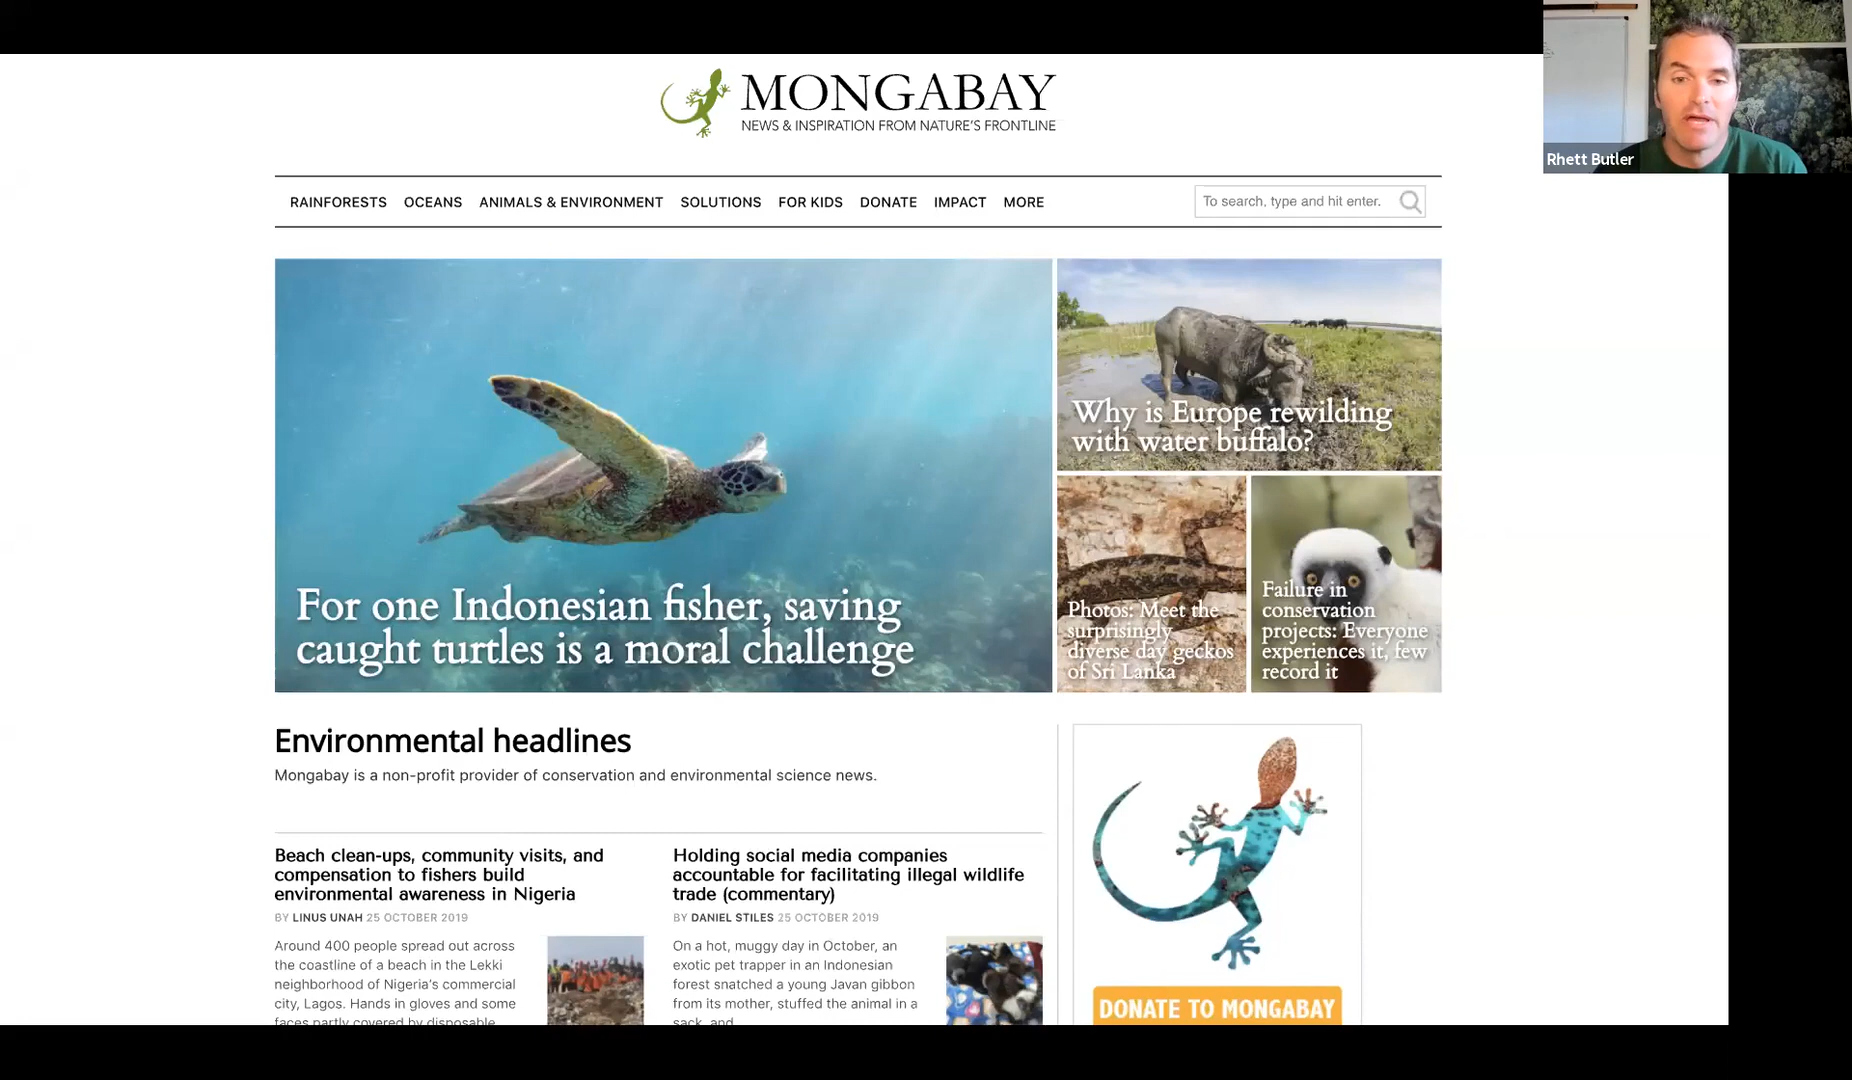 MONGABAY
NEWS & INSPIRATION FROM NATURE'S FRONTLINE
Rhett Butler
RAINFORESTS OCEANS ANIMALS & ENVIRONMENT SOLUTIONS FOR KIDS DONATE IMPACT MORE
To search, type and hit enter.
For one Indonesian fisher, saving
caught turtles is a moral challenge
Why is Europe rewilding
with water buffalo?
Photos: Meet the
surprisingly
diverse day geckos
of Sri Lanka
Failure in
conservation
projects: Everyone
experiences it, few
record it
Environmental headlines
Mongabay is a non-profit provider of conservation and environmental science news.
Beach clean-ups, community visits, and
compensation to fishers build
environmental awareness in Nigeria
BY LINUS UNAH 25 OCTOBER 2019
Around 400 people spread out across
the coastline of a beach in the Lekki
neighborhood of Nigeria's commercial
city, Lagos. Hands in gloves and some
faces partly covered by disposable
Holding social media companies
accountable for facilitating illegal wildlife
trade (commentary)
BY DANIEL STILES 25 OCTOBER 2019
On a hot, muggy day in October, an
exotic pet trapper in an Indonesian
forest snatched a young Javan gibbon
from its mother, stuffed the animal in a
sack, and
DONATE TO MONGABAY